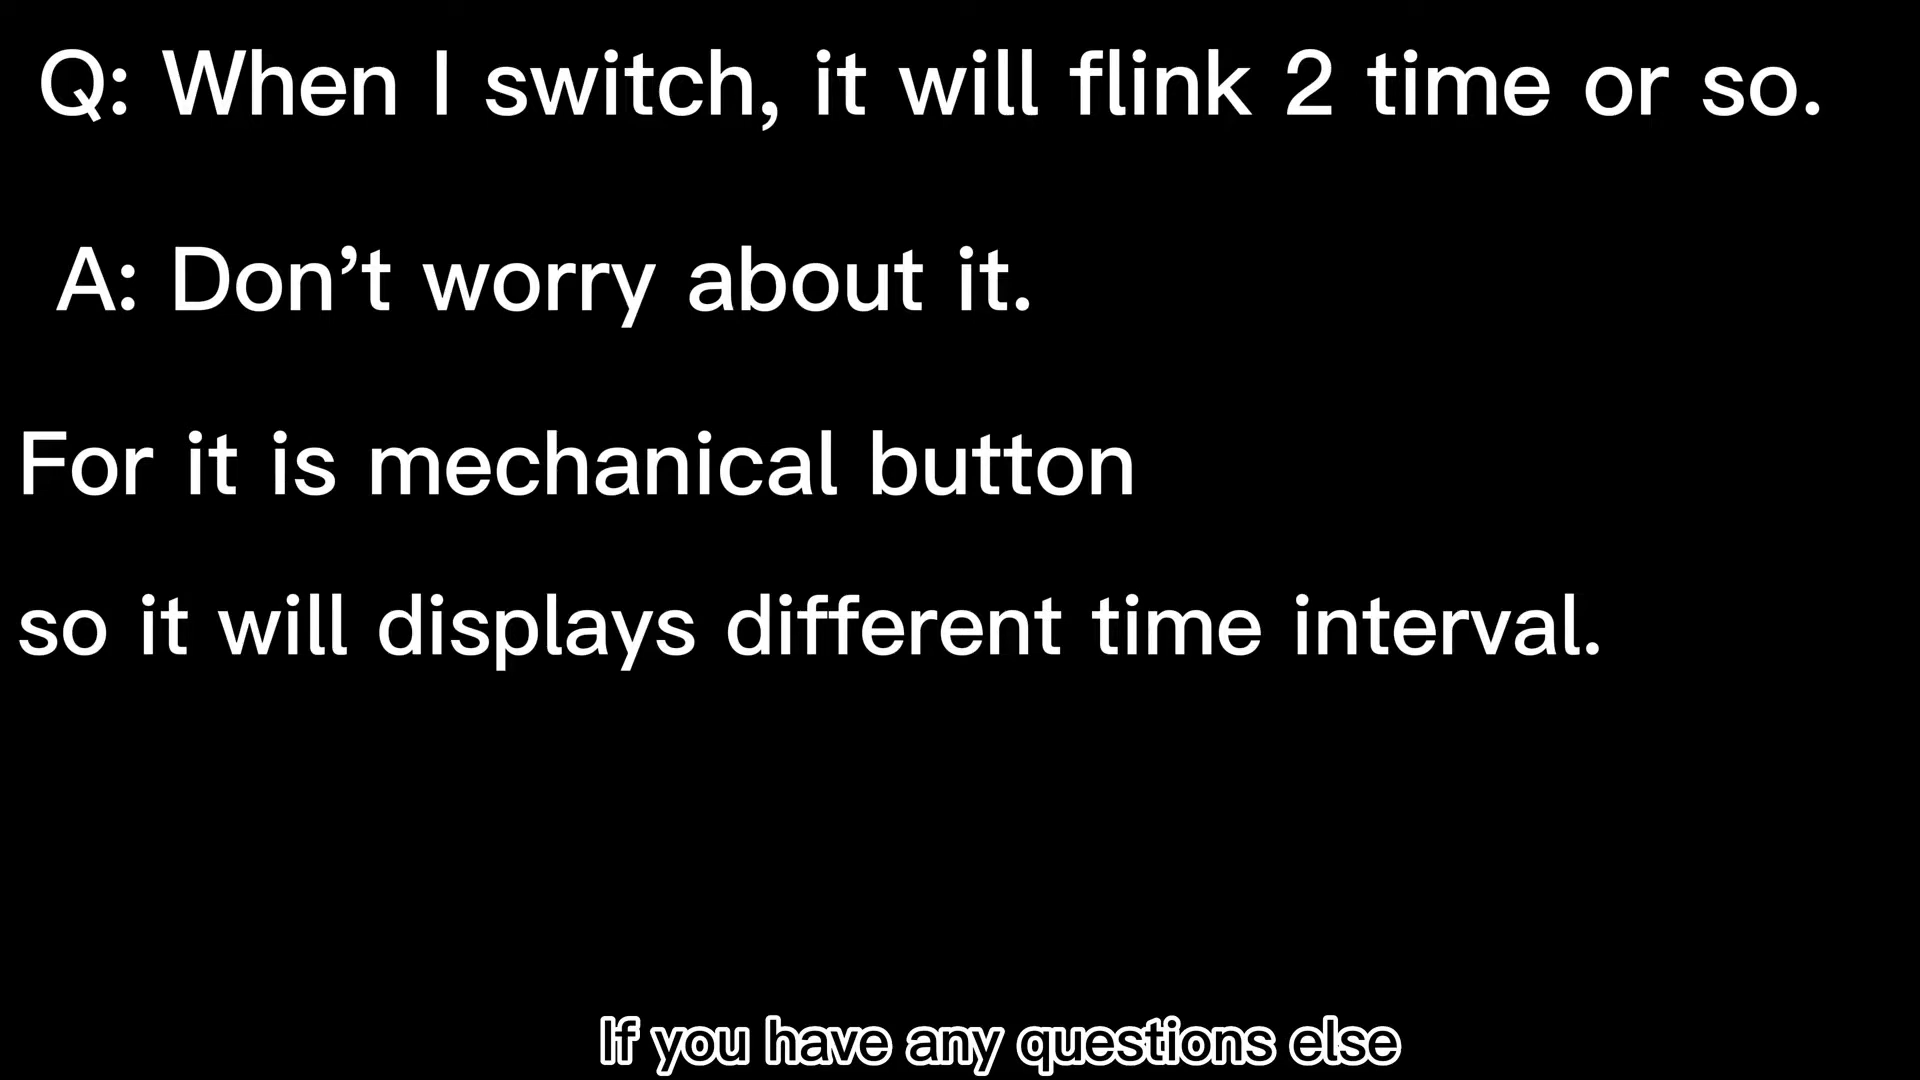 Q: When I switch, it will flink 2 time or so.
A: Don’t worry about it.
For it is mechanical button
so it will displays different time interval.
If you have any questions else